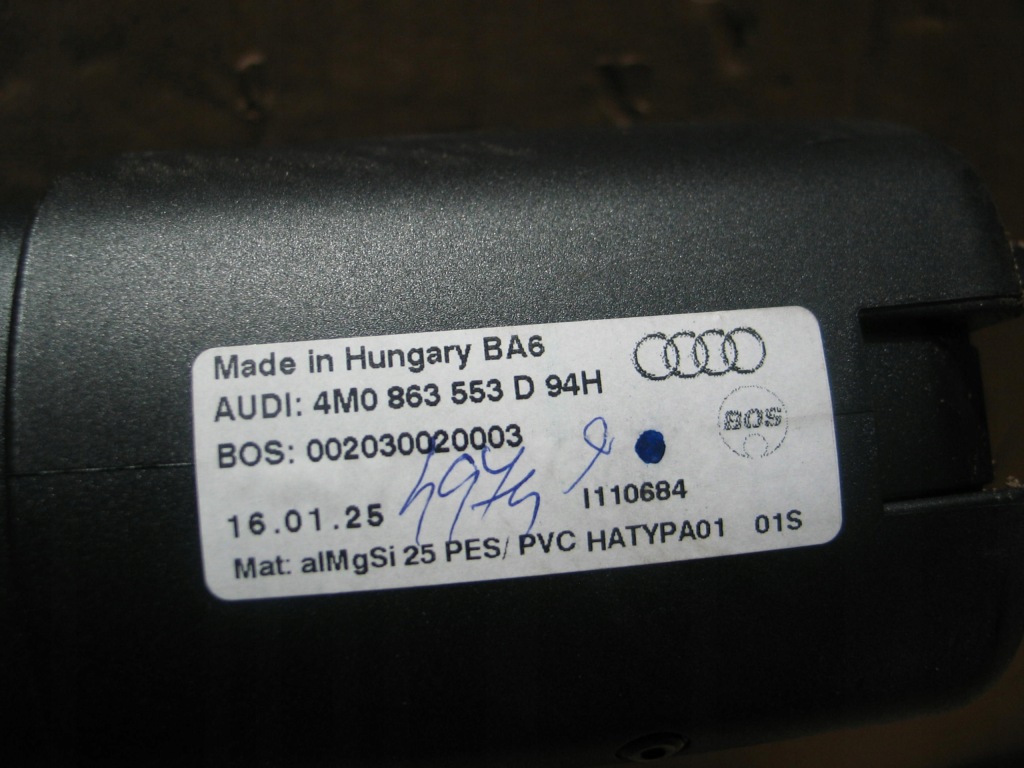 Made in Hungary BA6
AUDI: 4M0 863 553 D 94H
BOS: 002030020003
BOS
16.01.25
I110684
Mat: alMgSi 25 PES/ PVC HATYPA01 01S